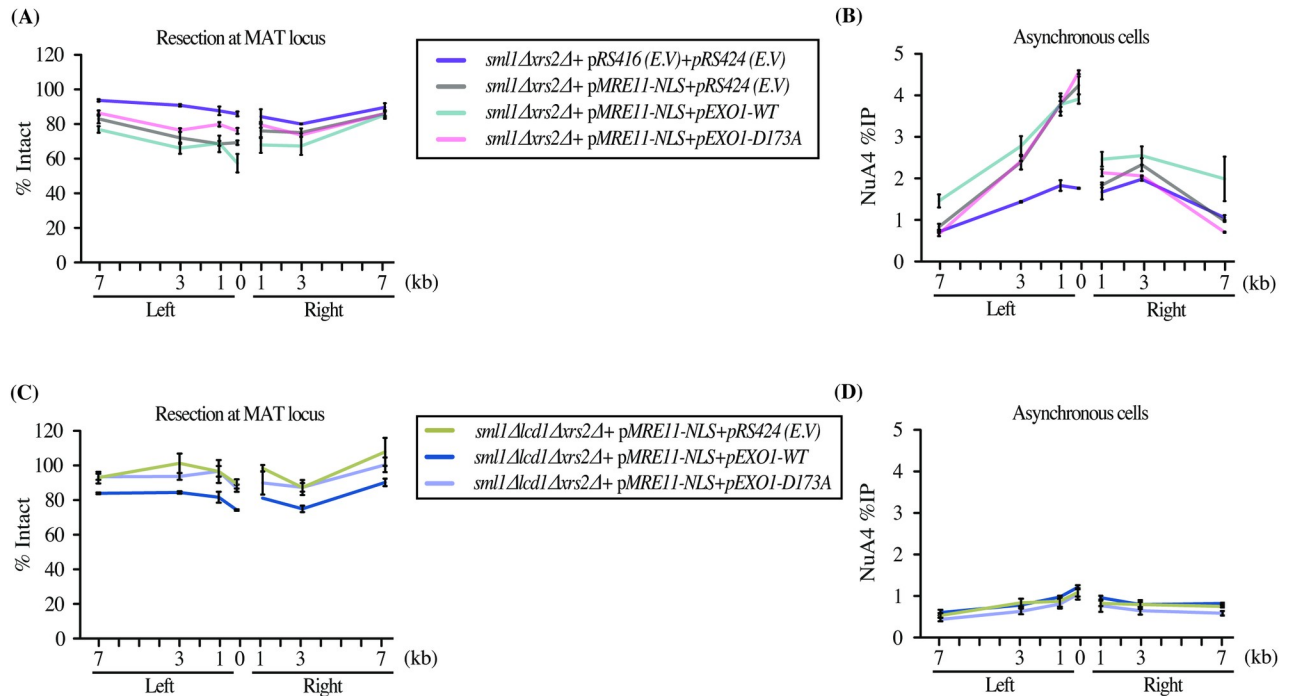 (A)
Resection at MAT locus
120
100
80
60
40
20
0
% Intact
7 3 1 0 1 3 7 (kb)
Left Right
sml1Δxrs2Δ+ pRS416 (E.V)+pRS424 (E.V)
sml1Δxrs2Δ+ pMRE11-NLS+pRS424 (E.V)
sml1Δxrs2Δ+ pMRE11-NLS+pEXO1-WT
sml1Δxrs2Δ+ pMRE11-NLS+pEXO1-D173A
(B)
Asynchronous cells
5
4
3
2
1
0
NuA4 %IP
7 3 1 0 1 3 7 (kb)
Left Right
(C)
Resection at MAT locus
120
100
80
60
40
20
0
% Intact
7 3 1 0 1 3 7 (kb)
Left Right
sml1Δlcd1Δxrs2Δ+ pMRE11-NLS+pRS424 (E.V)
sml1Δlcd1Δxrs2Δ+ pMRE11-NLS+pEXO1-WT
sml1Δlcd1Δxrs2Δ+ pMRE11-NLS+pEXO1-D173A
(D)
Asynchronous cells
5
4
3
2
1
0
NuA4 %IP
7 3 1 0 1 3 7 (kb)
Left Right